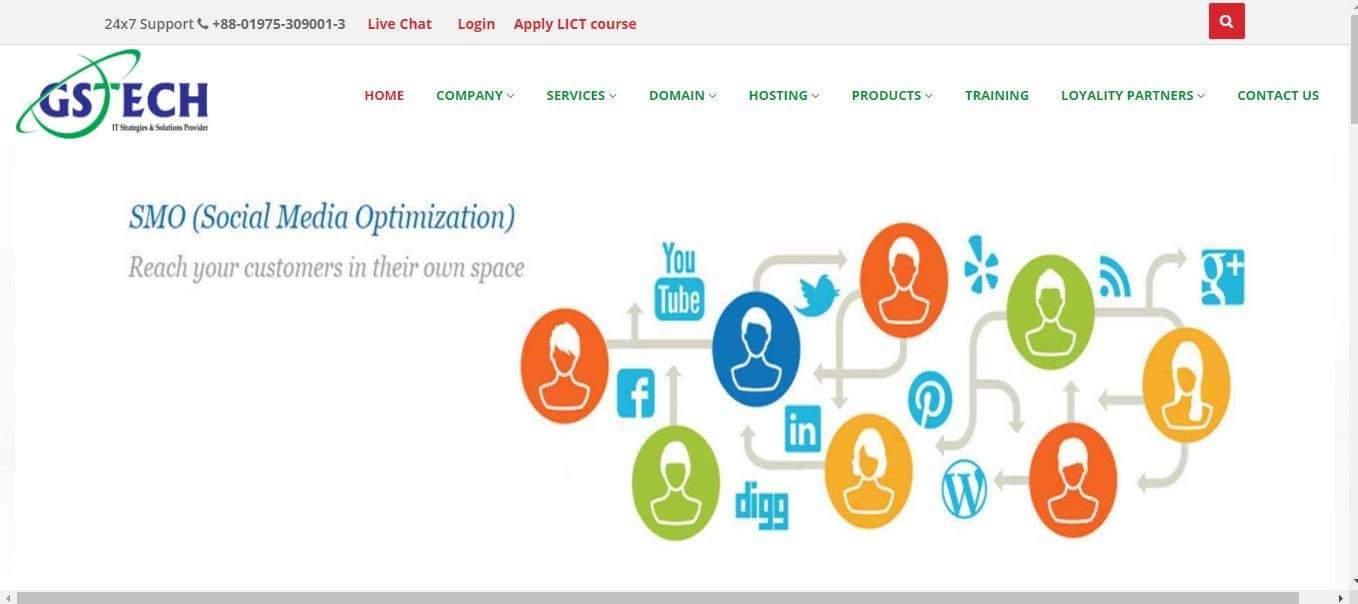 24x7 Support +88-01975-309001-3 Live Chat Login Apply LICT course
GSTECH
IT Strategies & Solutions Provider
HOME COMPANY SERVICES DOMAIN HOSTING PRODUCTS TRAINING LOYALITY PARTNERS CONTACT US
SMO (Social Media Optimization)
Reach your customers in their own space
You
Tube
g+
f
in
digg
W